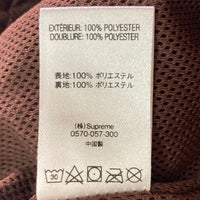 EXTÉRIEUR: 100% POLYESTER
DOUBLURE: 100% POLYESTER
表地: 100% ポリエステル
裏地: 100% ポリエステル
(株) Supreme
0570-057-300
中国製
30